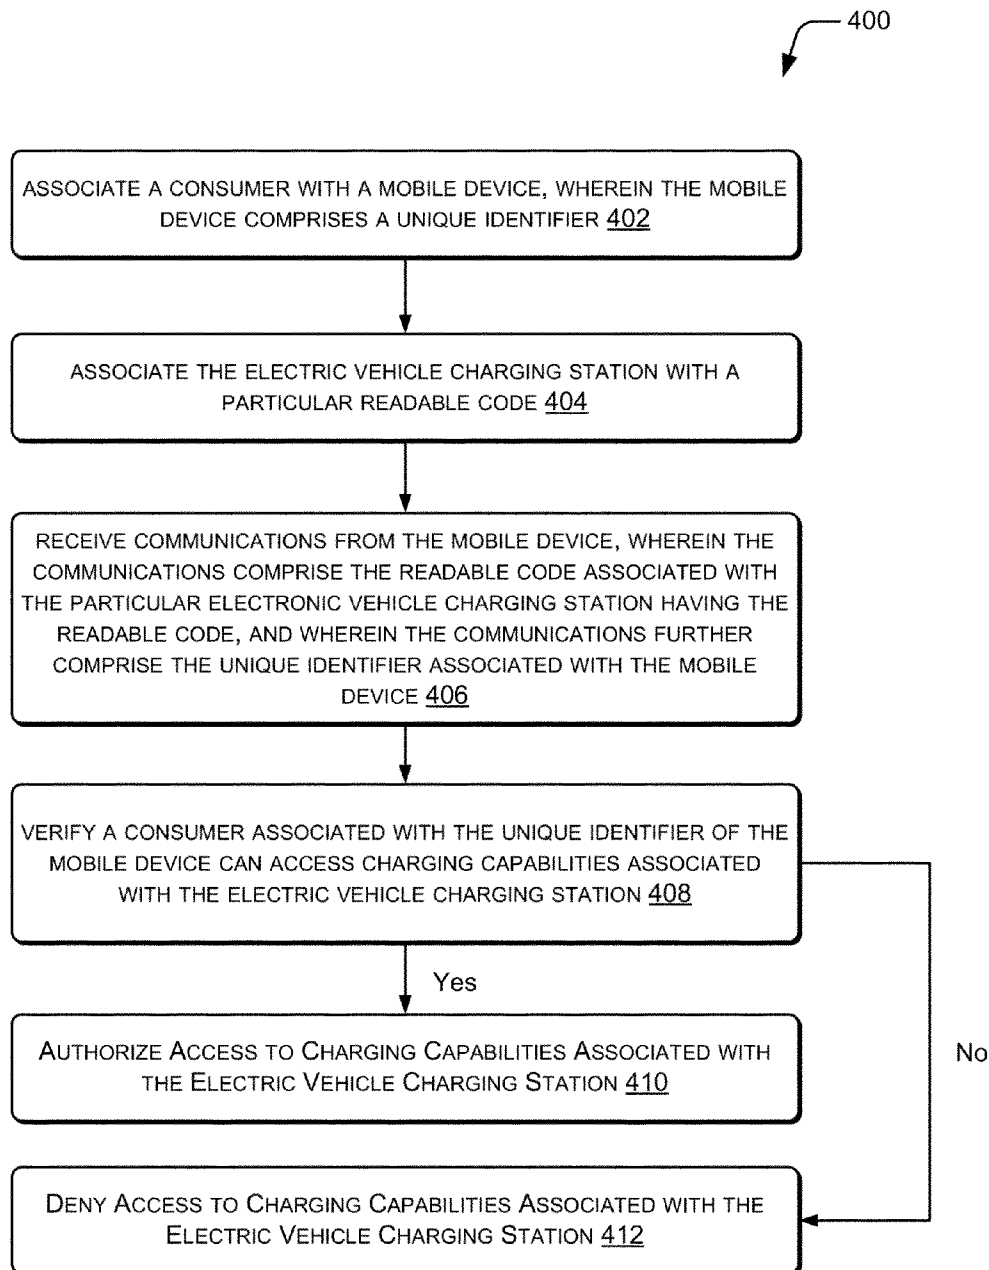 400
ASSOCIATE A CONSUMER WITH A MOBILE DEVICE, WHEREIN THE MOBILE
DEVICE COMPRISES A UNIQUE IDENTIFIER 402
ASSOCIATE THE ELECTRIC VEHICLE CHARGING STATION WITH A
PARTICULAR READABLE CODE 404
RECEIVE COMMUNICATIONS FROM THE MOBILE DEVICE, WHEREIN THE
COMMUNICATIONS COMPRISE THE READABLE CODE ASSOCIATED WITH
THE PARTICULAR ELECTRONIC VEHICLE CHARGING STATION HAVING THE
READABLE CODE, AND WHEREIN THE COMMUNICATIONS FURTHER
COMPRISE THE UNIQUE IDENTIFIER ASSOCIATED WITH THE MOBILE
DEVICE 406
VERIFY A CONSUMER ASSOCIATED WITH THE UNIQUE IDENTIFIER OF THE
MOBILE DEVICE CAN ACCESS CHARGING CAPABILITIES ASSOCIATED
WITH THE ELECTRIC VEHICLE CHARGING STATION 408
Yes
AUTHORIZE ACCESS TO CHARGING CAPABILITIES ASSOCIATED WITH
THE ELECTRIC VEHICLE CHARGING STATION 410
No
DENY ACCESS TO CHARGING CAPABILITIES ASSOCIATED WITH THE
ELECTRIC VEHICLE CHARGING STATION 412